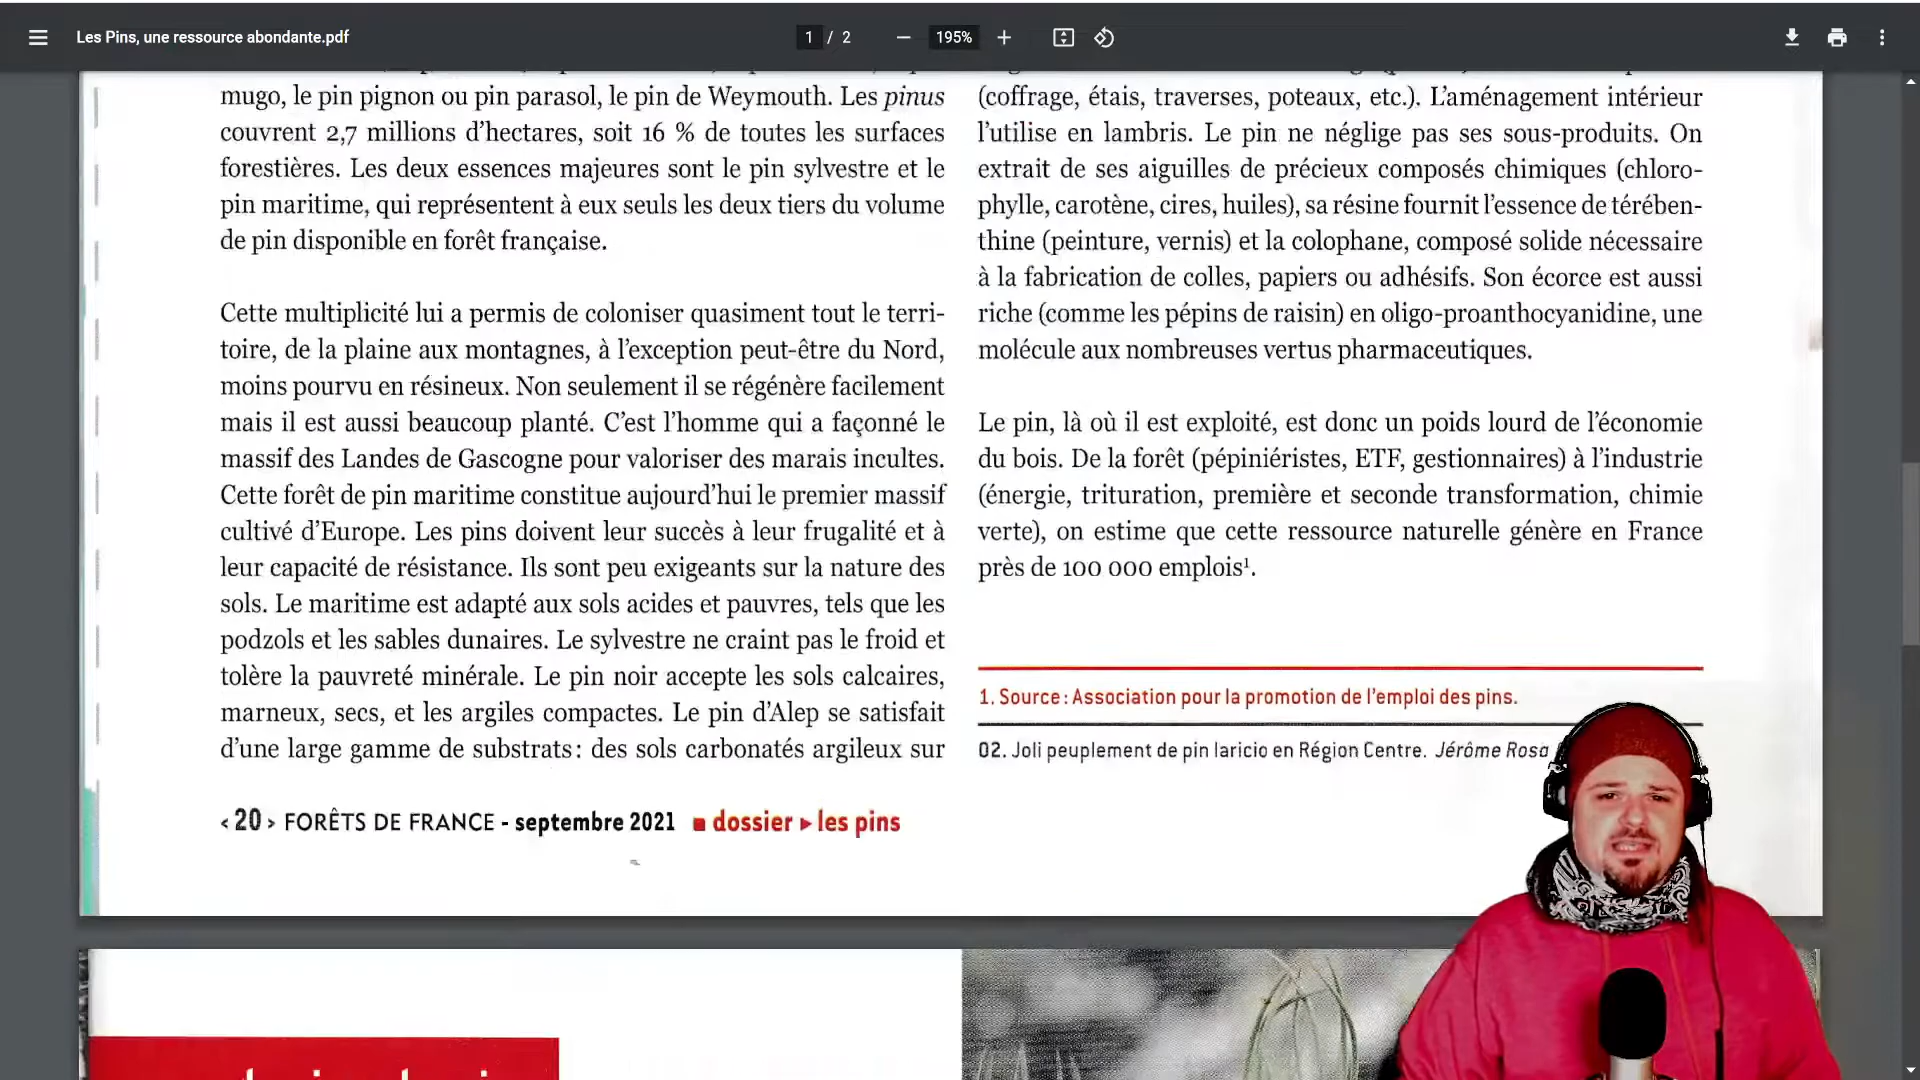 Les Pins, une ressource abondante.pdf
1 / 2
195%
mugo, le pin pignon ou pin parasol, le pin de Weymouth. Les pinus
couvrent 2,7 millions d'hectares, soit 16 % de toutes les surfaces
forestières. Les deux essences majeures sont le pin sylvestre et le
pin maritime, qui représentent à eux seuls les deux tiers du volume
de pin disponible en forêt française.
Cette multiplicité lui a permis de coloniser quasiment tout le terri-
toire, de la plaine aux montagnes, à l'exception peut-être du Nord,
moins pourvu en résineux. Non seulement il se régénère facilement
mais il est aussi beaucoup planté. C'est l'homme qui a façonné le
massif des Landes de Gascogne pour valoriser des marais incultes.
Cette forêt de pin maritime constitue aujourd'hui le premier massif
cultivé d'Europe. Les pins doivent leur succès à leur frugalité et à
leur capacité de résistance. Ils sont peu exigeants sur la nature des
sols. Le maritime est adapté aux sols acides et pauvres, tels que les
podzols et les sables dunaires. Le sylvestre ne craint pas le froid et
tolère la pauvreté minérale. Le pin noir accepte les sols calcaires,
marneux, secs, et les argiles compactes. Le pin d'Alep se satisfait
d'une large gamme de substrats : des sols carbonatés argileux sur
(coffrage, étais, traverses, poteaux, etc.). L'aménagement intérieur
l'utilise en lambris. Le pin ne néglige pas ses sous-produits. On
extrait de ses aiguilles de précieux composés chimiques (chloro-
phylle, carotène, cires, huiles), sa résine fournit l'essence de térében-
thine (peinture, vernis) et la colophane, composé solide nécessaire
à la fabrication de colles, papiers ou adhésifs. Son écorce est aussi
riche (comme les pépins de raisin) en oligo-proanthocyanidine, une
molécule aux nombreuses vertus pharmaceutiques.
Le pin, là où il est exploité, est donc un poids lourd de l'économie
du bois. De la forêt (pépiniéristes, ETF, gestionnaires) à l'industrie
(énergie, trituration, première et seconde transformation, chimie
verte), on estime que cette ressource naturelle génère en France
près de 100 000 emplois¹.
1. Source : Association pour la promotion de l'emploi des pins.
02. Joli peuplement de pin laricio en Région Centre. Jérôme Rosa
‹ 20 › FORÊTS DE FRANCE - septembre 2021 ■ dossier ▸ les pins